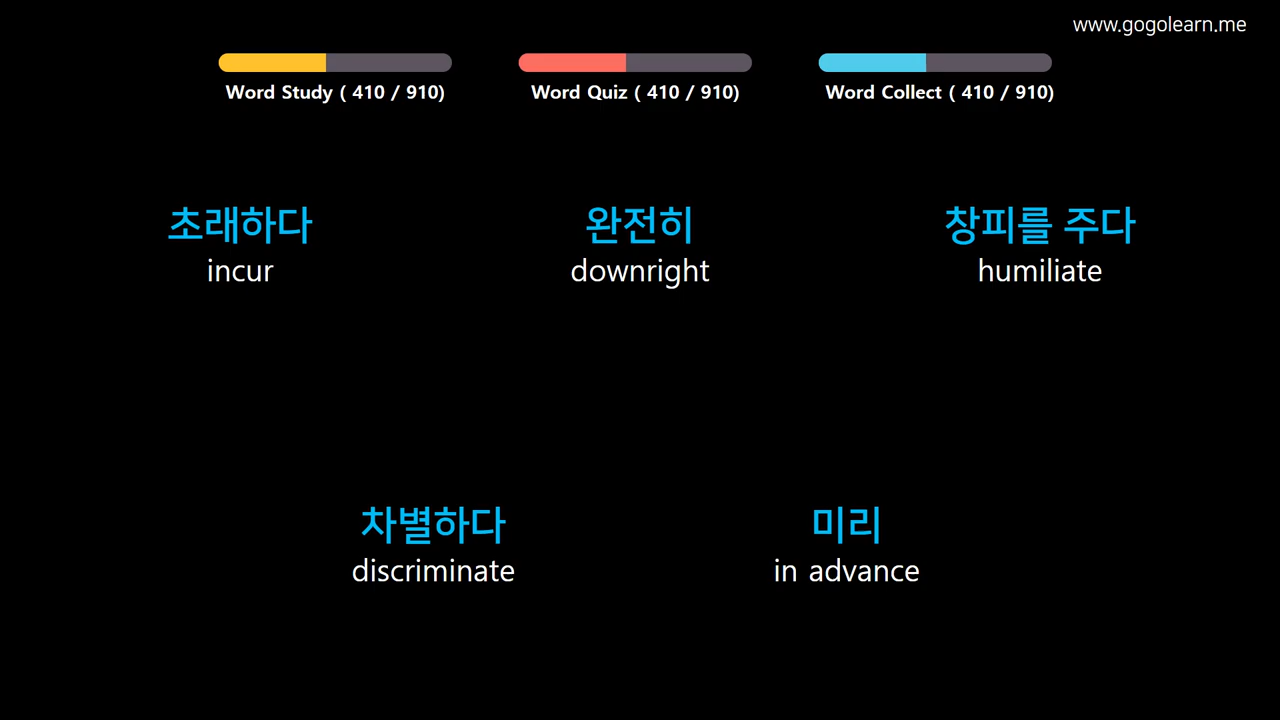 www.gogolearn.me
Word Study ( 410 / 910)
Word Quiz ( 410 / 910)
Word Collect ( 410 / 910)
초래하다
incur
완전히
downright
창피를 주다
humiliate
차별하다
discriminate
미리
in advance